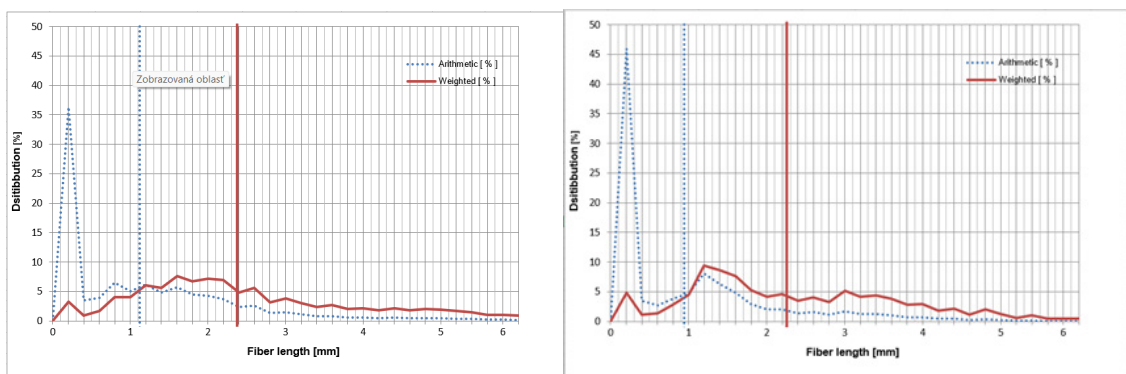 50
45
40
35
30
25
20
15
10
5
0
Dsitibbution [%]
0 1 2 3 4 5 6
Fiber length [mm]
Arithmetic [ % ]
Weighted [ % ]
Zobrazovaná oblasť
50
45
40
35
30
25
20
15
10
5
0
Dsitibbution [%]
0 1 2 3 4 5 6
Fiber length [mm]
Arithmetic [ % ]
Weighted [ % ]